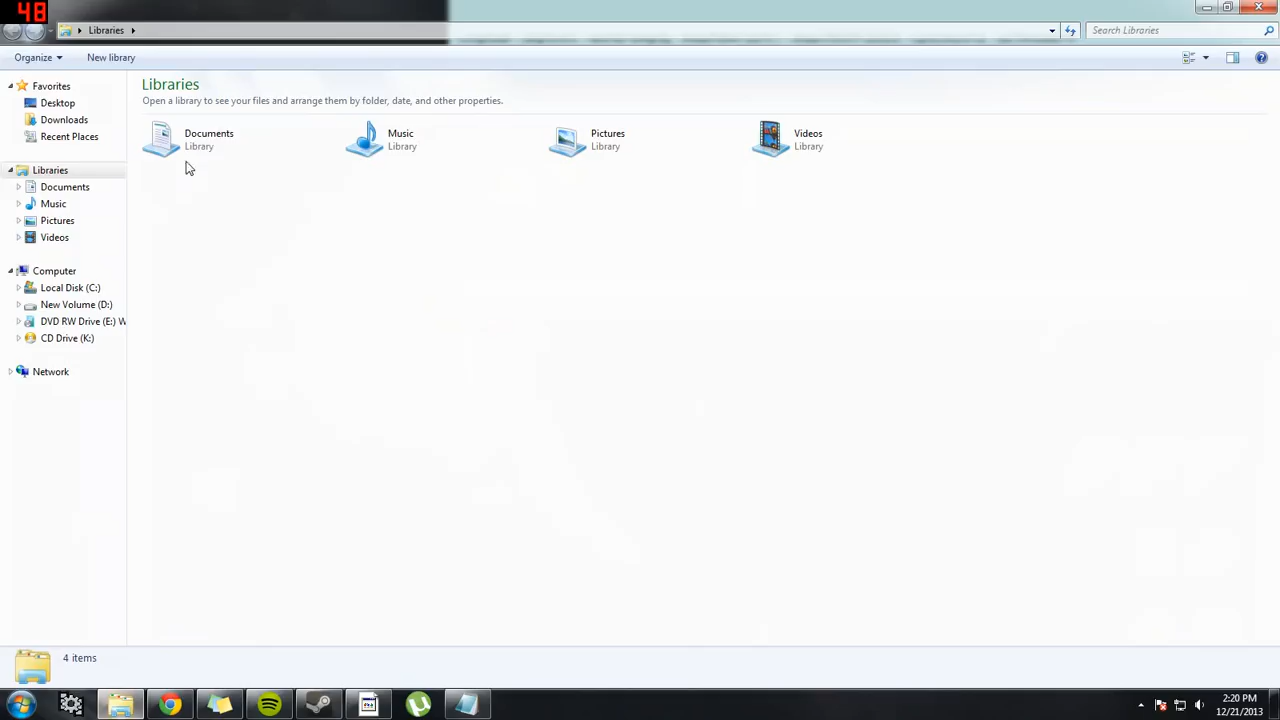 48
Libraries
Search Libraries
Organize
New library
Favorites
Desktop
Downloads
Recent Places
Libraries
Documents
Music
Pictures
Videos
Computer
Local Disk (C:)
New Volume (D:)
DVD RW Drive (E:) W
CD Drive (K:)
Network
Libraries
Open a library to see your files and arrange them by folder, date, and other properties.
Documents
Library
Music
Library
Pictures
Library
Videos
Library
4 items
2:20 PM
12/21/2013